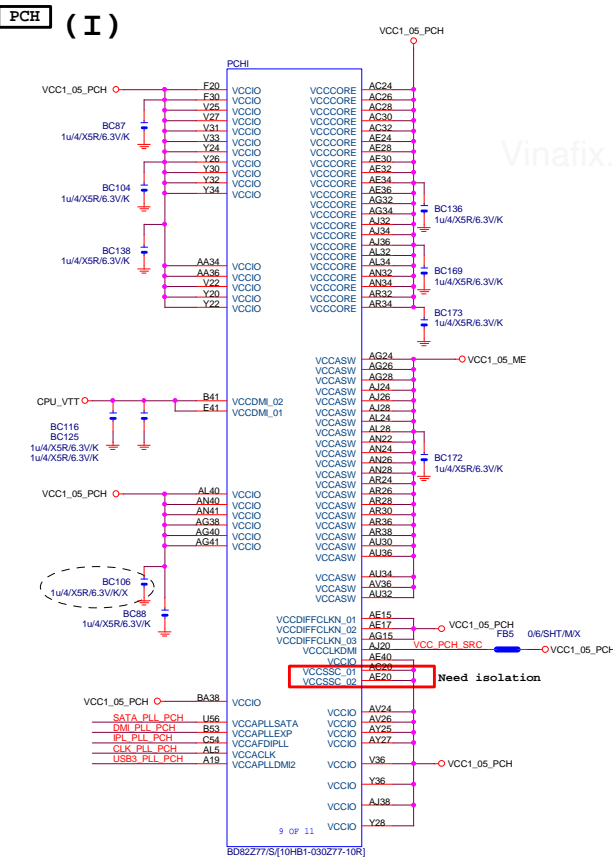 PCH (I)
VCC1_05_PCH
PCHI
VCC1_05_PCH F20 VCCIO VCCCORE AC24
F30 VCCIO VCCCORE AC26
V25 VCCIO VCCCORE AC28
V27 VCCIO VCCCORE AC30
V31 VCCIO VCCCORE AC32
V33 VCCIO VCCCORE AE24
Y24 VCCIO VCCCORE AE28
Y26 VCCIO VCCCORE AE30
Y30 VCCIO VCCCORE AE32
Y32 VCCIO VCCCORE AE34
Y34 VCCIO VCCCORE AE36
VCCCORE AG32
VCCCORE AG34
VCCCORE AJ32
VCCCORE AJ34
VCCCORE AJ36
VCCCORE AL32
AA34 VCCIO VCCCORE AL34
AA36 VCCIO VCCCORE AN32
V22 VCCIO VCCCORE AN34
Y20 VCCIO VCCCORE AR32
Y22 VCCIO VCCCORE AR34
BC87
1u/4/X5R/6.3V/K
BC104
1u/4/X5R/6.3V/K
BC138
1u/4/X5R/6.3V/K
Vinafix.
BC136
1u/4/X5R/6.3V/K
BC169
1u/4/X5R/6.3V/K
BC173
1u/4/X5R/6.3V/K
VCCASW AG24 VCC1_05_ME
VCCASW AG26
VCCASW AG28
VCCASW AJ24
VCCASW AJ26
VCCASW AJ28
VCCASW AL24
VCCASW AL28
VCCASW AN22
VCCASW AN24
VCCASW AN26
VCCASW AN28
VCCASW AR24
VCCASW AR26
VCCASW AR28
VCCASW AR30
VCCASW AR36
VCCASW AR38
VCCASW AU30
VCCASW AU36
VCCASW AU34
VCCASW AV36
VCCASW AU32
BC172
1u/4/X5R/6.3V/K
CPU_VTT B41 VCCDMI_02
E41 VCCDMI_01
BC116
BC125
1u/4/X5R/6.3V/K
1u/4/X5R/6.3V/K
VCC1_05_PCH AL40 VCCIO
AN40 VCCIO
AN41 VCCIO
AG38 VCCIO
AG40 VCCIO
AG41 VCCIO
BC106
1u/4/X5R/6.3V/K/X
BC88
1u/4/X5R/6.3V/K
VCCDIFFCLKN_01 AE15
VCCDIFFCLKN_02 AE17 VCC1_05_PCH
VCCDIFFCLKN_03 AG15
VCCCLKDMI AJ20 VCC_PCH_SRC FB5 0/6/SHT/M/X VCC1_05_PCH
VCCIO AE40
VCCSSC_01 AC20
VCCSSC_02 AE20 Need isolation
VCC1_05_PCH BA38 VCCIO
SATA_PLL_PCH U56 VCCAPLLSATA
DMI_PLL_PCH B53 VCCAPLLEXP
IPL_PLL_PCH C54 VCCAFDIPLL
CLK_PLL_PCH AL5 VCCACLK
USB3_PLL_PCH A19 VCCAPLLDMI2
VCCIO AV24
VCCIO AV26
VCCIO AY25
VCCIO AY27
VCCIO V36 VCC1_05_PCH
VCCIO Y36
VCCIO AJ38
VCCIO Y28
9 OF 11
BD82Z77/S/[10HB1-030Z77-10R]